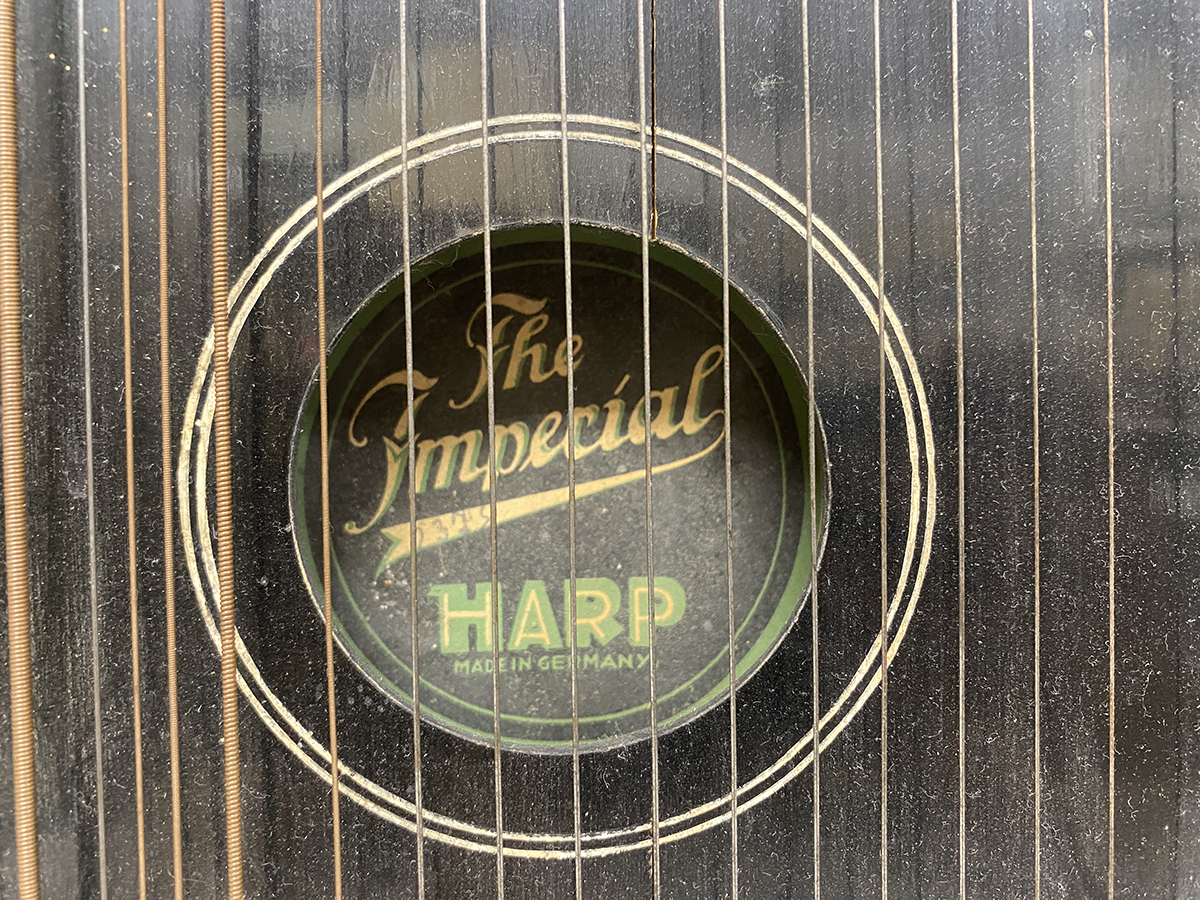 The
Imperial
HARP
MADE IN GERMANY